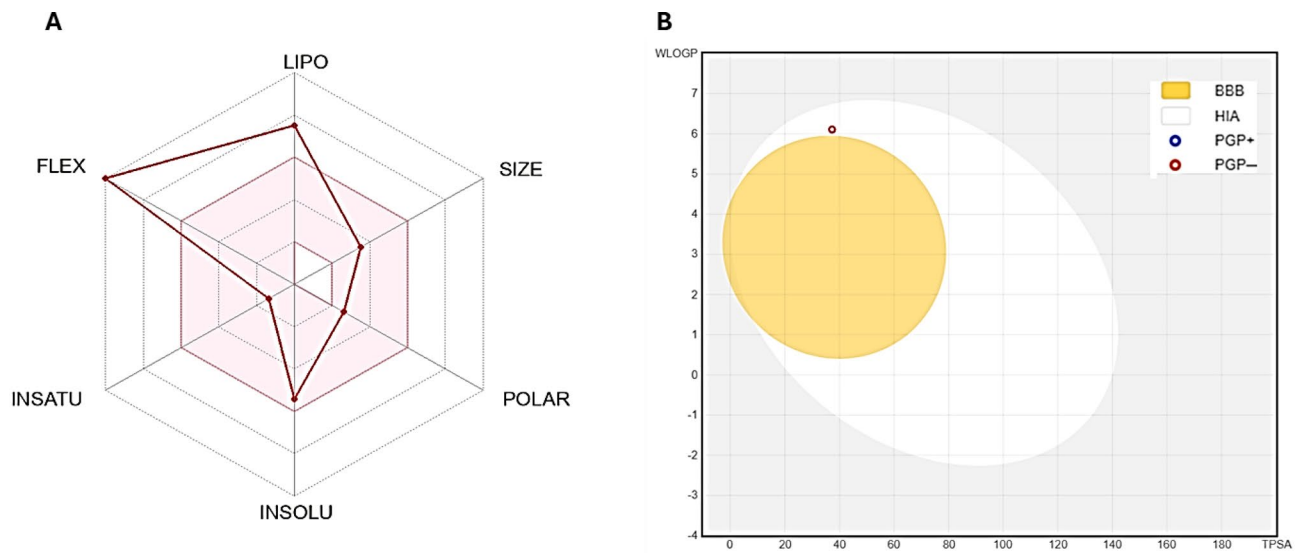 A
LIPO
FLEX
SIZE
INSATU
POLAR
INSOLU
B
WLOGP
7
6
5
4
3
2
1
0
-1
-2
-3
-4
0 20 40 60 80 100 120 140 160 180 TPSA
BBB
HIA
PGP+
PGP−